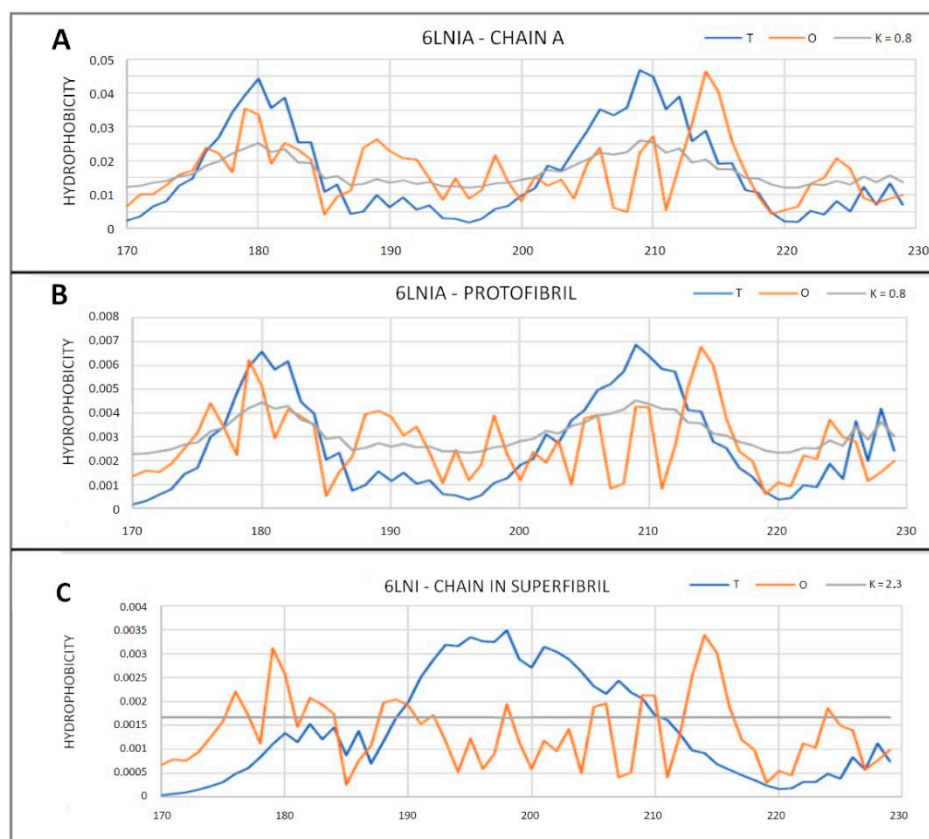 A
6LNIA - CHAIN A
T O K = 0.8
HYDROPHOBICITY
0.05
0.04
0.03
0.02
0.01
0
170 180 190 200 210 220 230
B
6LNIA - PROTOFIBRIL
T O K = 0.8
HYDROPHOBICITY
0.008
0.007
0.006
0.005
0.004
0.003
0.002
0.001
0
170 180 190 200 210 220 230
C
6LNI - CHAIN IN SUPERFIBRIL
T O K = 2.3
HYDROPHOBICITY
0.004
0.0035
0.003
0.0025
0.002
0.0015
0.001
0.0005
0
170 180 190 200 210 220 230